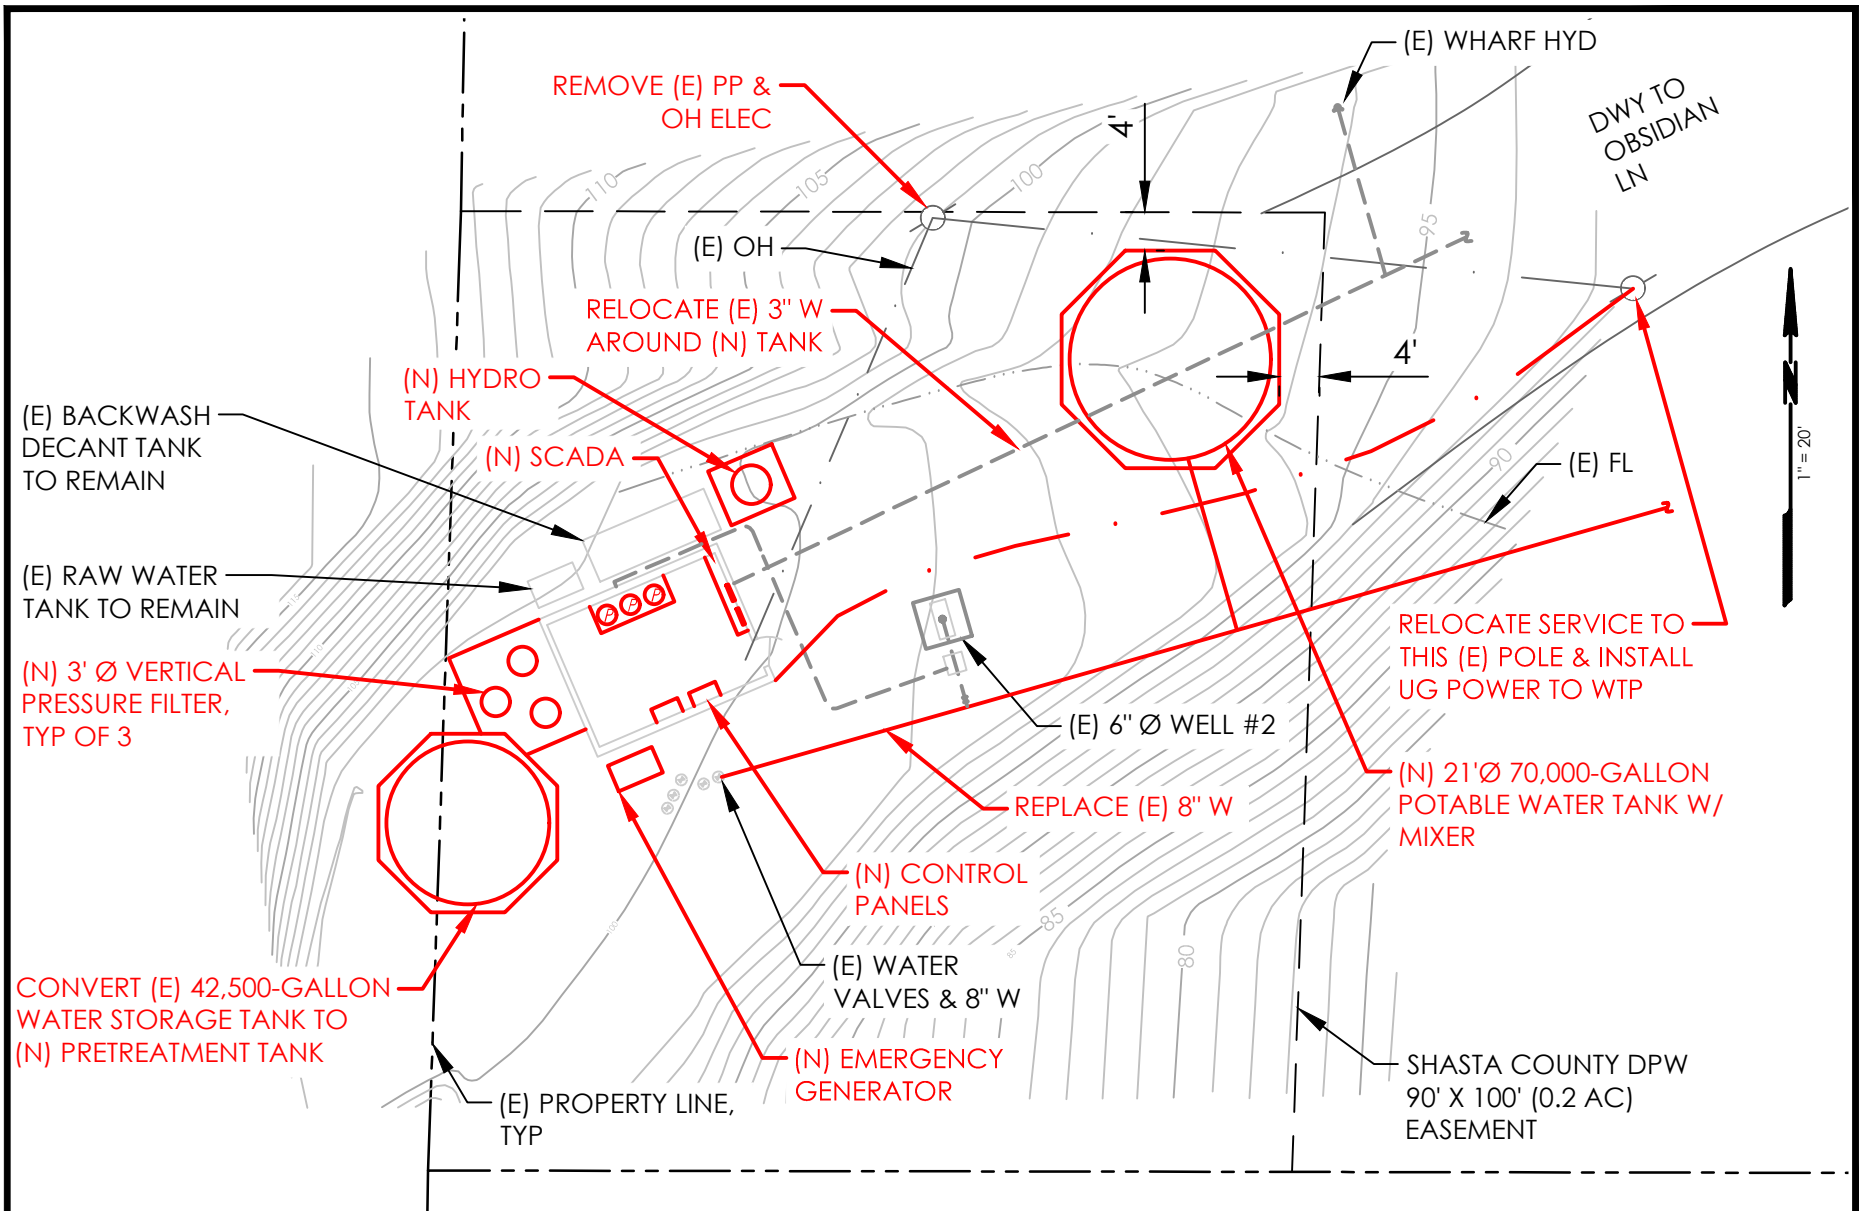 (E) WHARF HYD
REMOVE (E) PP &
OH ELEC
DWY TO
OBSIDIAN
LN
4'
110
105
100
95
(E) OH
RELOCATE (E) 3" W
AROUND (N) TANK
4'
(N) HYDRO
TANK
(E) BACKWASH
DECANT TANK
TO REMAIN
(N) SCADA
N
1" = 20'
90
(E) FL
(E) RAW WATER
TANK TO REMAIN
P P P
110
(N) 3' Ø VERTICAL
PRESSURE FILTER,
TYP OF 3
RELOCATE SERVICE TO
THIS (E) POLE & INSTALL
UG POWER TO WTP
(E) 6" Ø WELL #2
(N) 21'Ø 70,000-GALLON
POTABLE WATER TANK W/
MIXER
REPLACE (E) 8" W
(N) CONTROL
PANELS
85
80
100
85
(E) WATER
VALVES & 8" W
CONVERT (E) 42,500-GALLON
WATER STORAGE TANK TO
(N) PRETREATMENT TANK
(N) EMERGENCY
GENERATOR
SHASTA COUNTY DPW
90' X 100' (0.2 AC)
EASEMENT
(E) PROPERTY LINE,
TYP